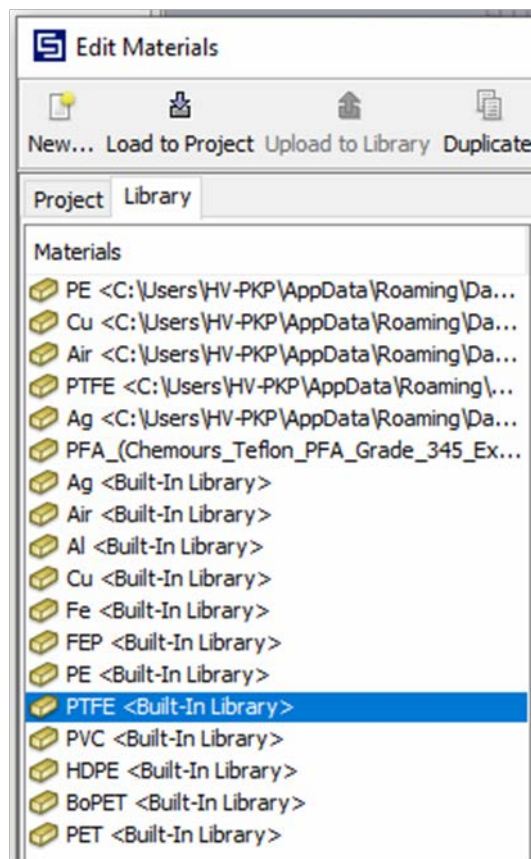 Edit Materials
New... Load to Project Upload to Library Duplicate
Project Library
Materials
PE <C:\Users\HV-PKP\AppData\Roaming\Da...
Cu <C:\Users\HV-PKP\AppData\Roaming\Da...
Air <C:\Users\HV-PKP\AppData\Roaming\Da...
PTFE <C:\Users\HV-PKP\AppData\Roaming\...
Ag <C:\Users\HV-PKP\AppData\Roaming\Da...
PFA_(Chemours_Teflon_PFA_Grade_345_Ex...
Ag <Built-In Library>
Air <Built-In Library>
Al <Built-In Library>
Cu <Built-In Library>
Fe <Built-In Library>
FEP <Built-In Library>
PE <Built-In Library>
PTFE <Built-In Library>
PVC <Built-In Library>
HDPE <Built-In Library>
BoPET <Built-In Library>
PET <Built-In Library>